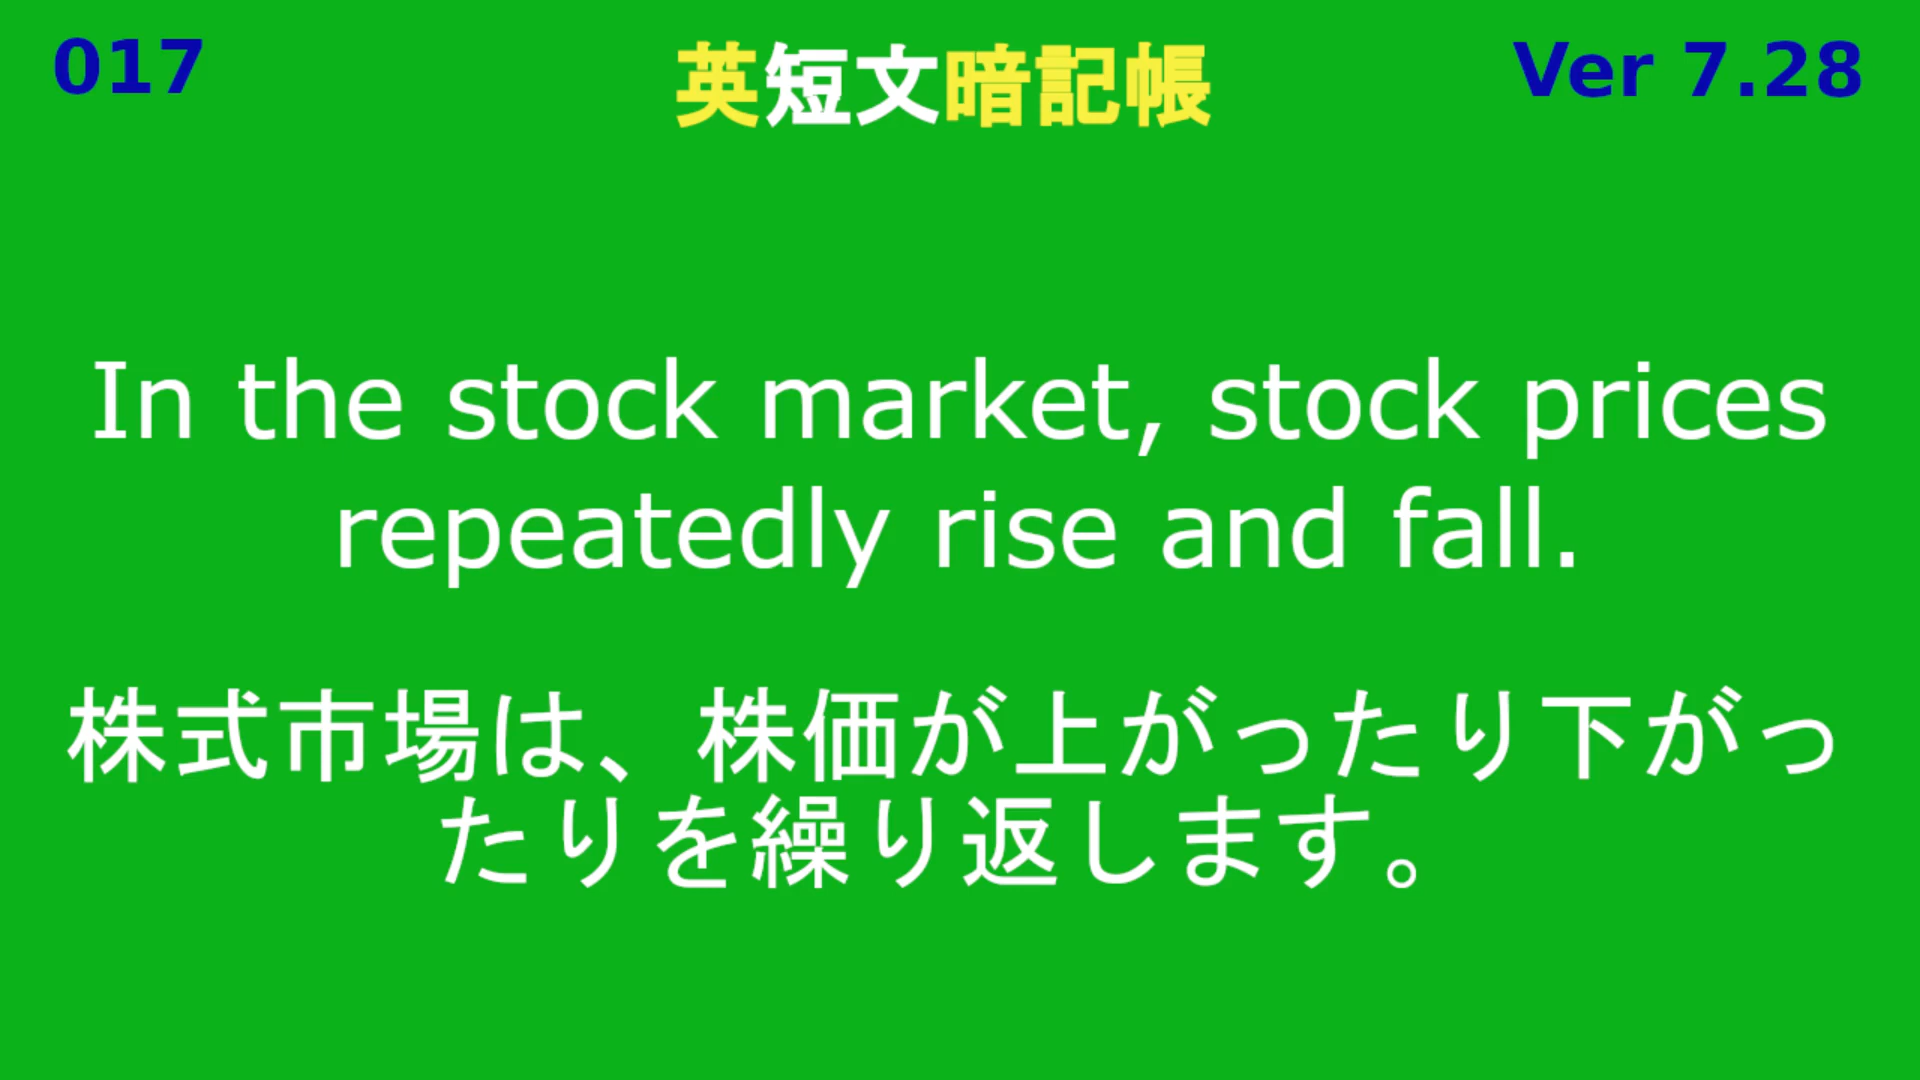 017
英短文暗記帳
Ver 7.28
In the stock market, stock prices
repeatedly rise and fall.
株式市場は、株価が上がったり下がっ
たりを繰り返します。